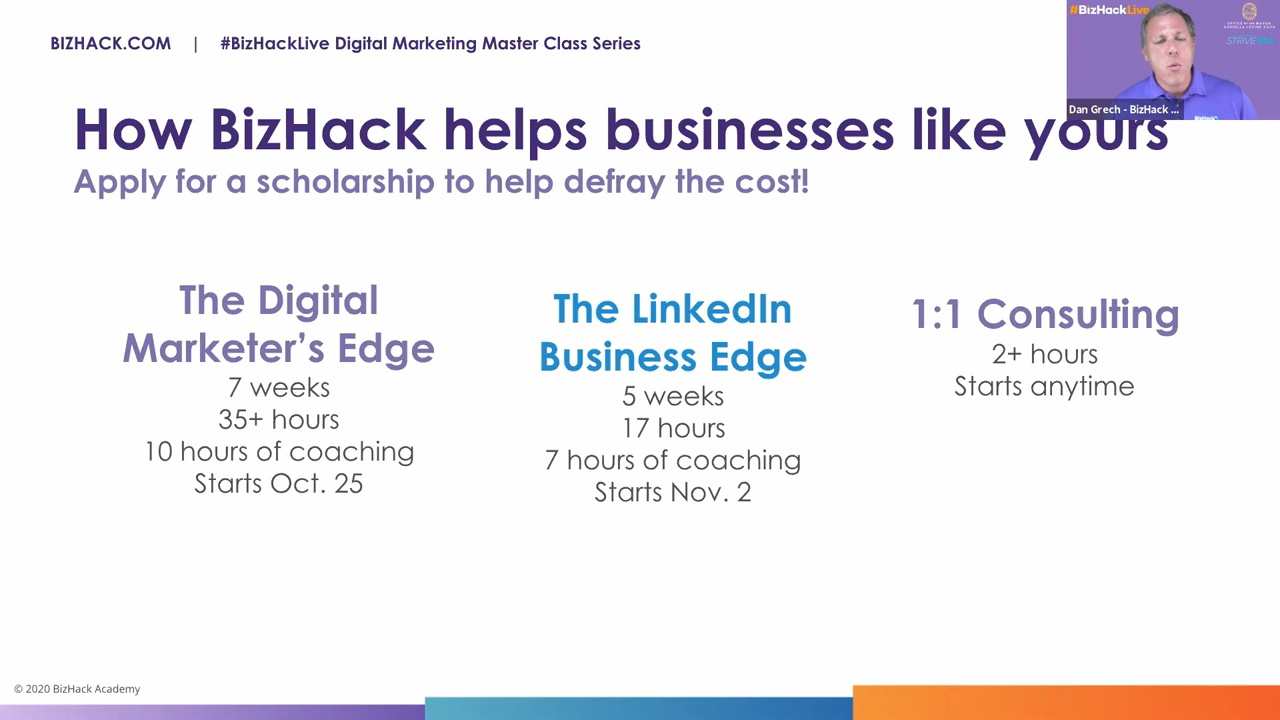 BIZHACK.COM | #BizHackLive Digital Marketing Master Class Series
#BizHackLive
Dan Grech - BizHack ...
How BizHack helps businesses like yours
Apply for a scholarship to help defray the cost!
The Digital
Marketer's Edge
7 weeks
35+ hours
10 hours of coaching
Starts Oct. 25
The LinkedIn
Business Edge
5 weeks
17 hours
7 hours of coaching
Starts Nov. 2
1:1 Consulting
2+ hours
Starts anytime
© 2020 BizHack Academy